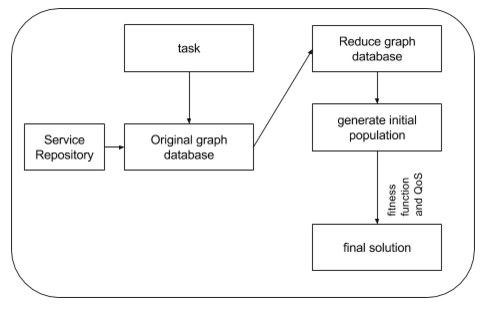 task
Service
Repository
Original graph
database
Reduce graph
database
generate initial
population
fitness
function
and QoS
final solution